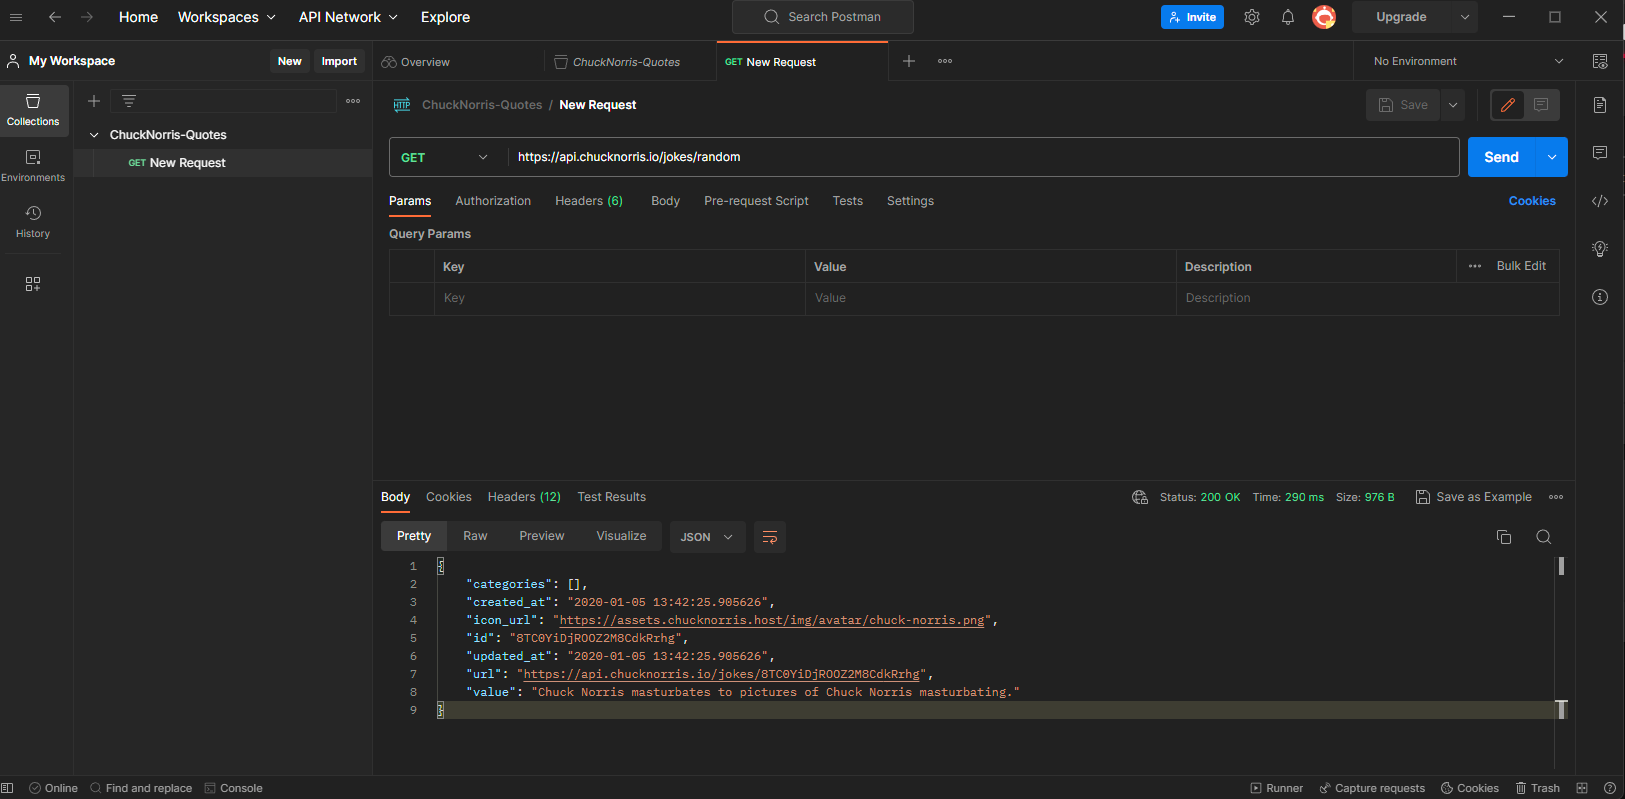 Home Workspaces API Network Explore Search Postman Invite Upgrade
My Workspace New Import Overview ChuckNorris-Quotes GET New Request No Environment
Collections
Environments
History
ChuckNorris-Quotes
GET New Request
HTTP ChuckNorris-Quotes / New Request Save
GET https://api.chucknorris.io/jokes/random Send
Params Authorization Headers (6) Body Pre-request Script Tests Settings Cookies
Query Params
Key Value Description Bulk Edit
Key Value Description
Body Cookies Headers (12) Test Results Status: 200 OK Time: 290 ms Size: 976 B Save as Example
Pretty Raw Preview Visualize JSON
1 {
2 "categories": [],
3 "created_at": "2020-01-05 13:42:25.905626",
4 "icon_url": "https://assets.chucknorris.host/img/avatar/chuck-norris.png",
5 "id": "8TC0YiDjROOZ2M8CdkRrhg",
6 "updated_at": "2020-01-05 13:42:25.905626",
7 "url": "https://api.chucknorris.io/jokes/8TC0YiDjROOZ2M8CdkRrhg",
8 "value": "Chuck Norris masturbates to pictures of Chuck Norris masturbating."
9 }
Online Find and replace Console Runner Capture requests Cookies Trash